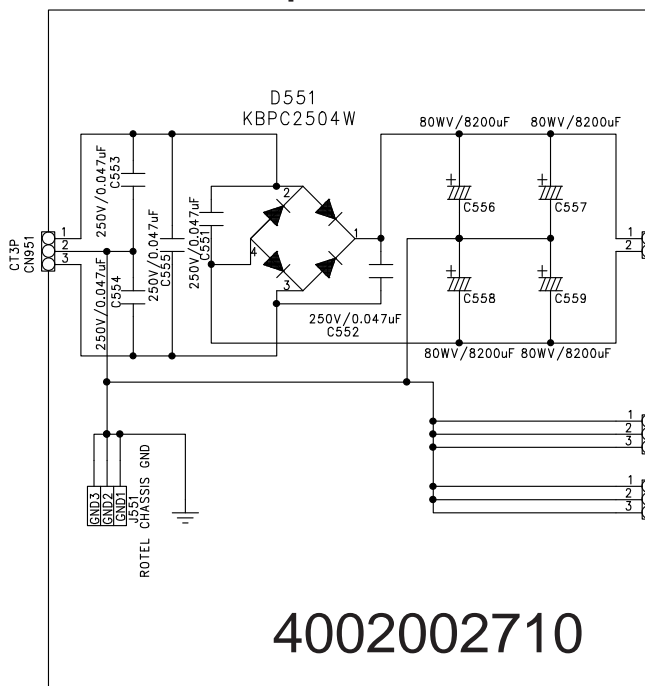 D551
KBPC2504W
80WV/8200uF
80WV/8200uF
250V/0.047uF
C553
250V/0.047uF
C554
250V/0.047uF
C555
250V/0.047uF
C551
2
4
1
3
250V/0.047uF
C552
C556
C557
C558
C559
80WV/8200uF
80WV/8200uF
CT3P
CN951
1
2
3
1
2
1
2
3
1
2
3
GND3
GND2
GND1
J551
ROTEL CHASSIS GND
4002002710